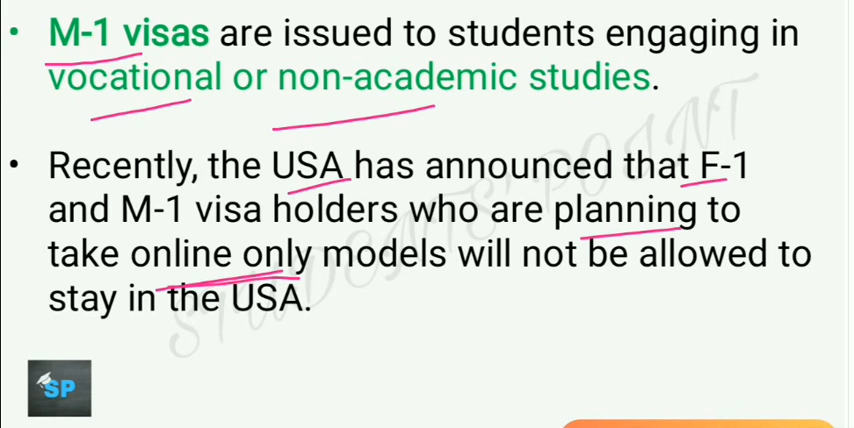 • M-1 visas are issued to students engaging in
vocational or non-academic studies.
• Recently, the USA has announced that F-1
and M-1 visa holders who are planning to
take online only models will not be allowed to
stay in the USA.
STUDENTS' POINT
SP